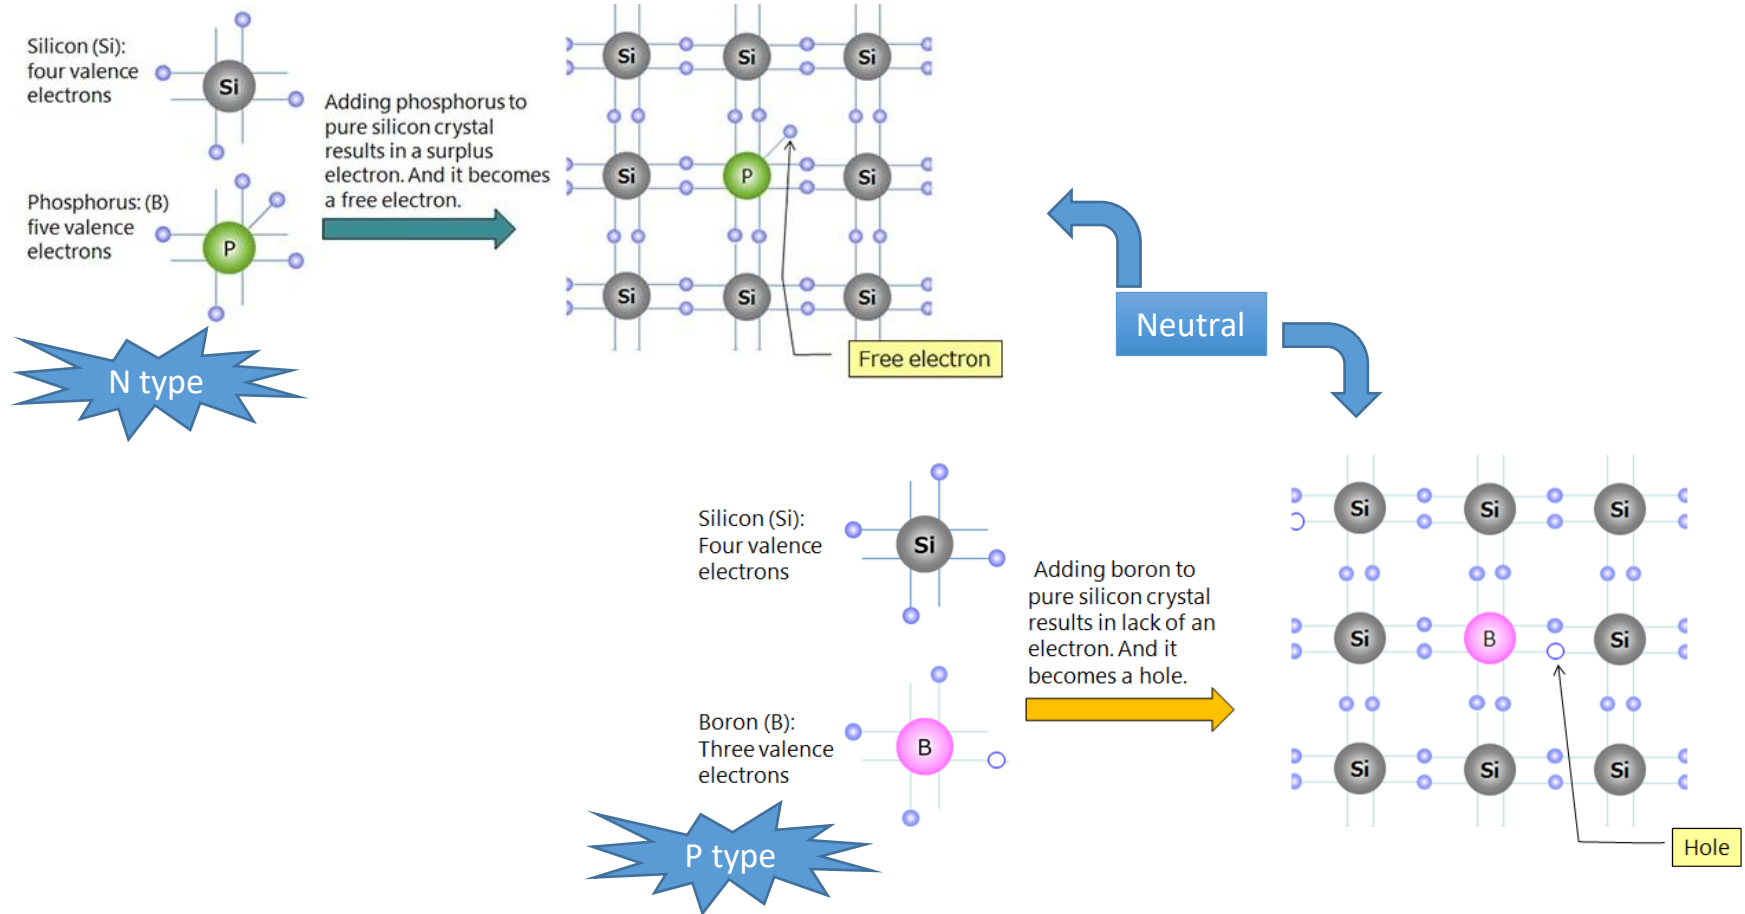 Silicon (Si):
four valence
electrons
Si
Phosphorus: (B)
five valence
electrons
P
N type
Adding phosphorus to
pure silicon crystal
results in a surplus
electron. And it becomes
a free electron.
Si Si Si
Si P Si
Si Si Si
Free electron
Neutral
Silicon (Si):
Four valence
electrons
Si
Boron (B):
Three valence
electrons
B
P type
Adding boron to
pure silicon crystal
results in lack of an
electron. And it
becomes a hole.
Si Si Si
Si B Si
Si Si Si
Hole